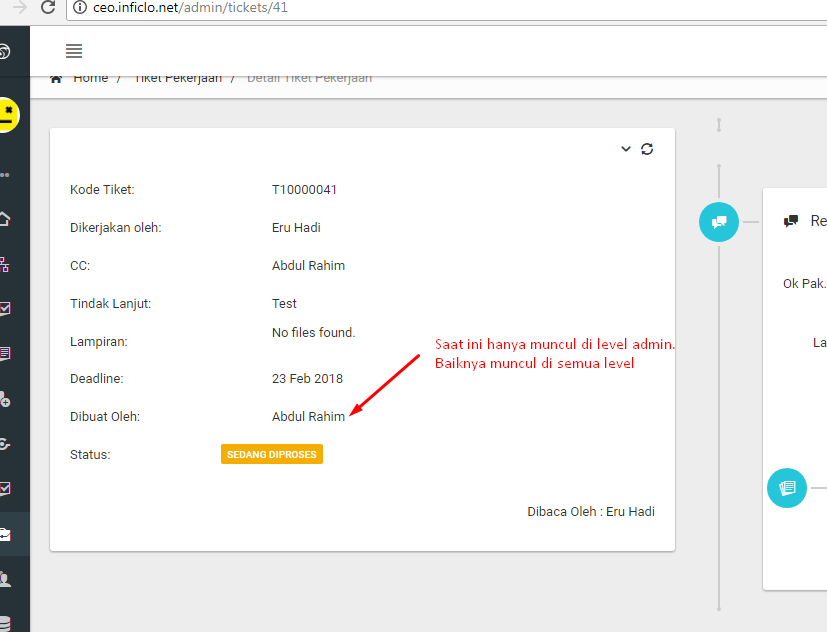 ceo.inficlo.net/admin/tickets/41
Home / Tiket Pekerjaan / Detail Tiket Pekerjaan
Kode Tiket: T10000041
Dikerjakan oleh: Eru Hadi
CC: Abdul Rahim
Tindak Lanjut: Test
Lampiran: No files found.
Deadline: 23 Feb 2018
Dibuat Oleh: Abdul Rahim
Status: SEDANG DIPROSES
Dibaca Oleh : Eru Hadi
Saat ini hanya muncul di level admin.
Baiknya muncul di semua level
Re
Ok Pak.
La